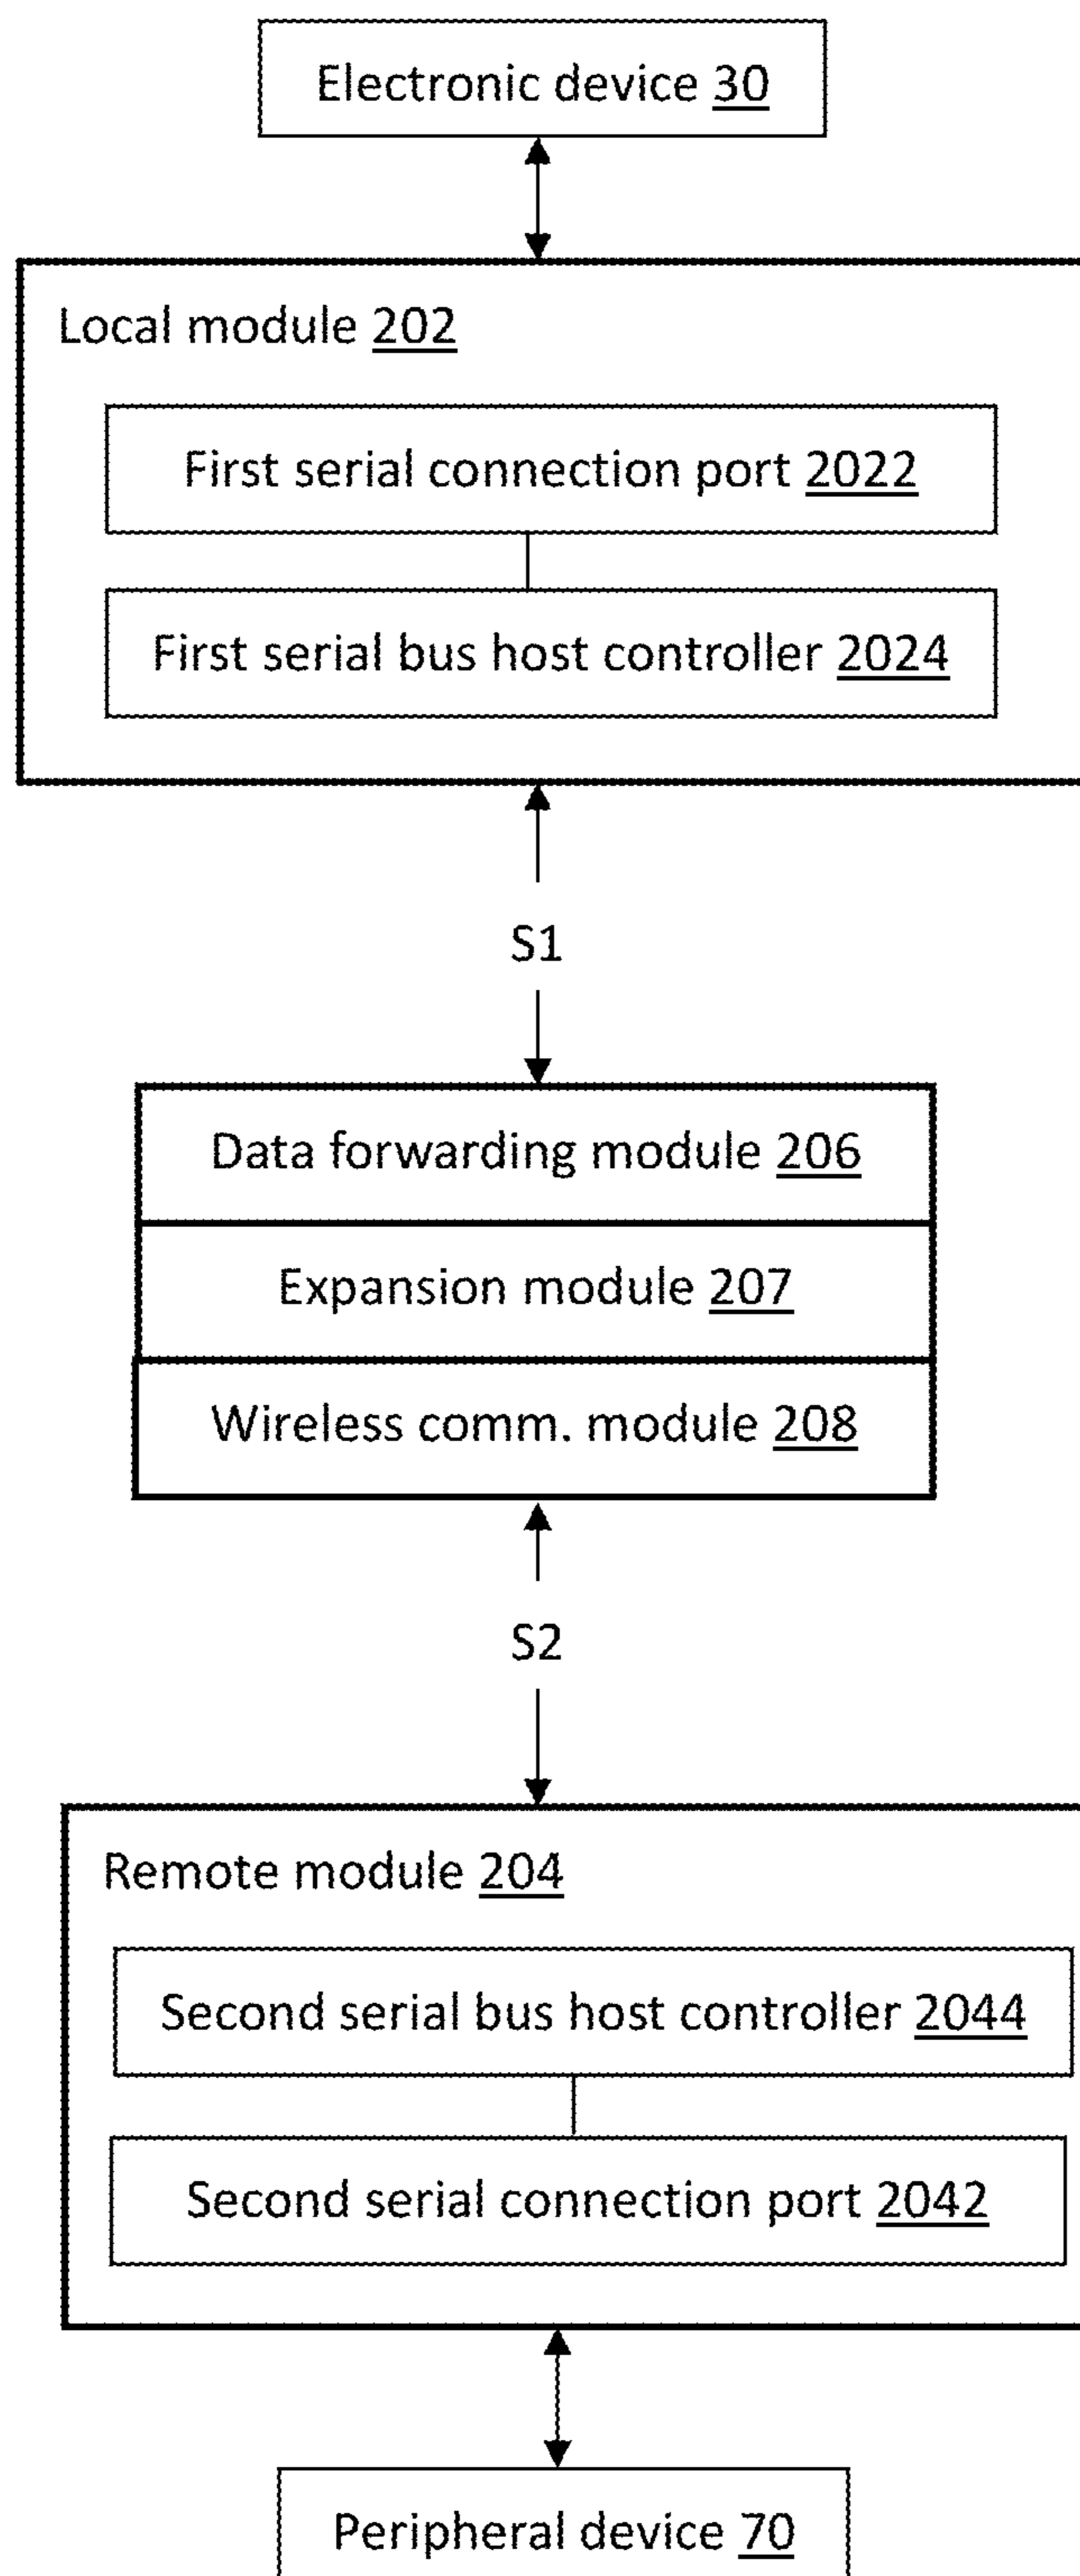 Electronic device 30
Local module 202
First serial connection port 2022
First serial bus host controller 2024
S1
Data forwarding module 206
Expansion module 207
Wireless comm. module 208
S2
Remote module 204
Second serial bus host controller 2044
Second serial connection port 2042
Peripheral device 70